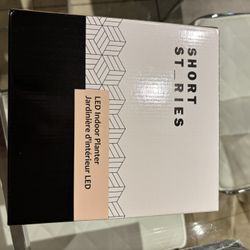 SHORT
ST_RIES
LED Indoor Planter
Jardinière d'intérieur LED